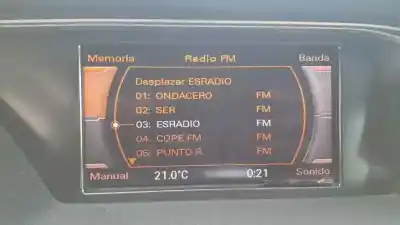 Memoria Radio FM Banda
Desplazar ESRADIO
01: ONDACERO FM
02: SER FM
03: ESRADIO FM
04: COPE FM FM
05: PUNTO R FM
Manual 21.0°C 0:21 Sonido